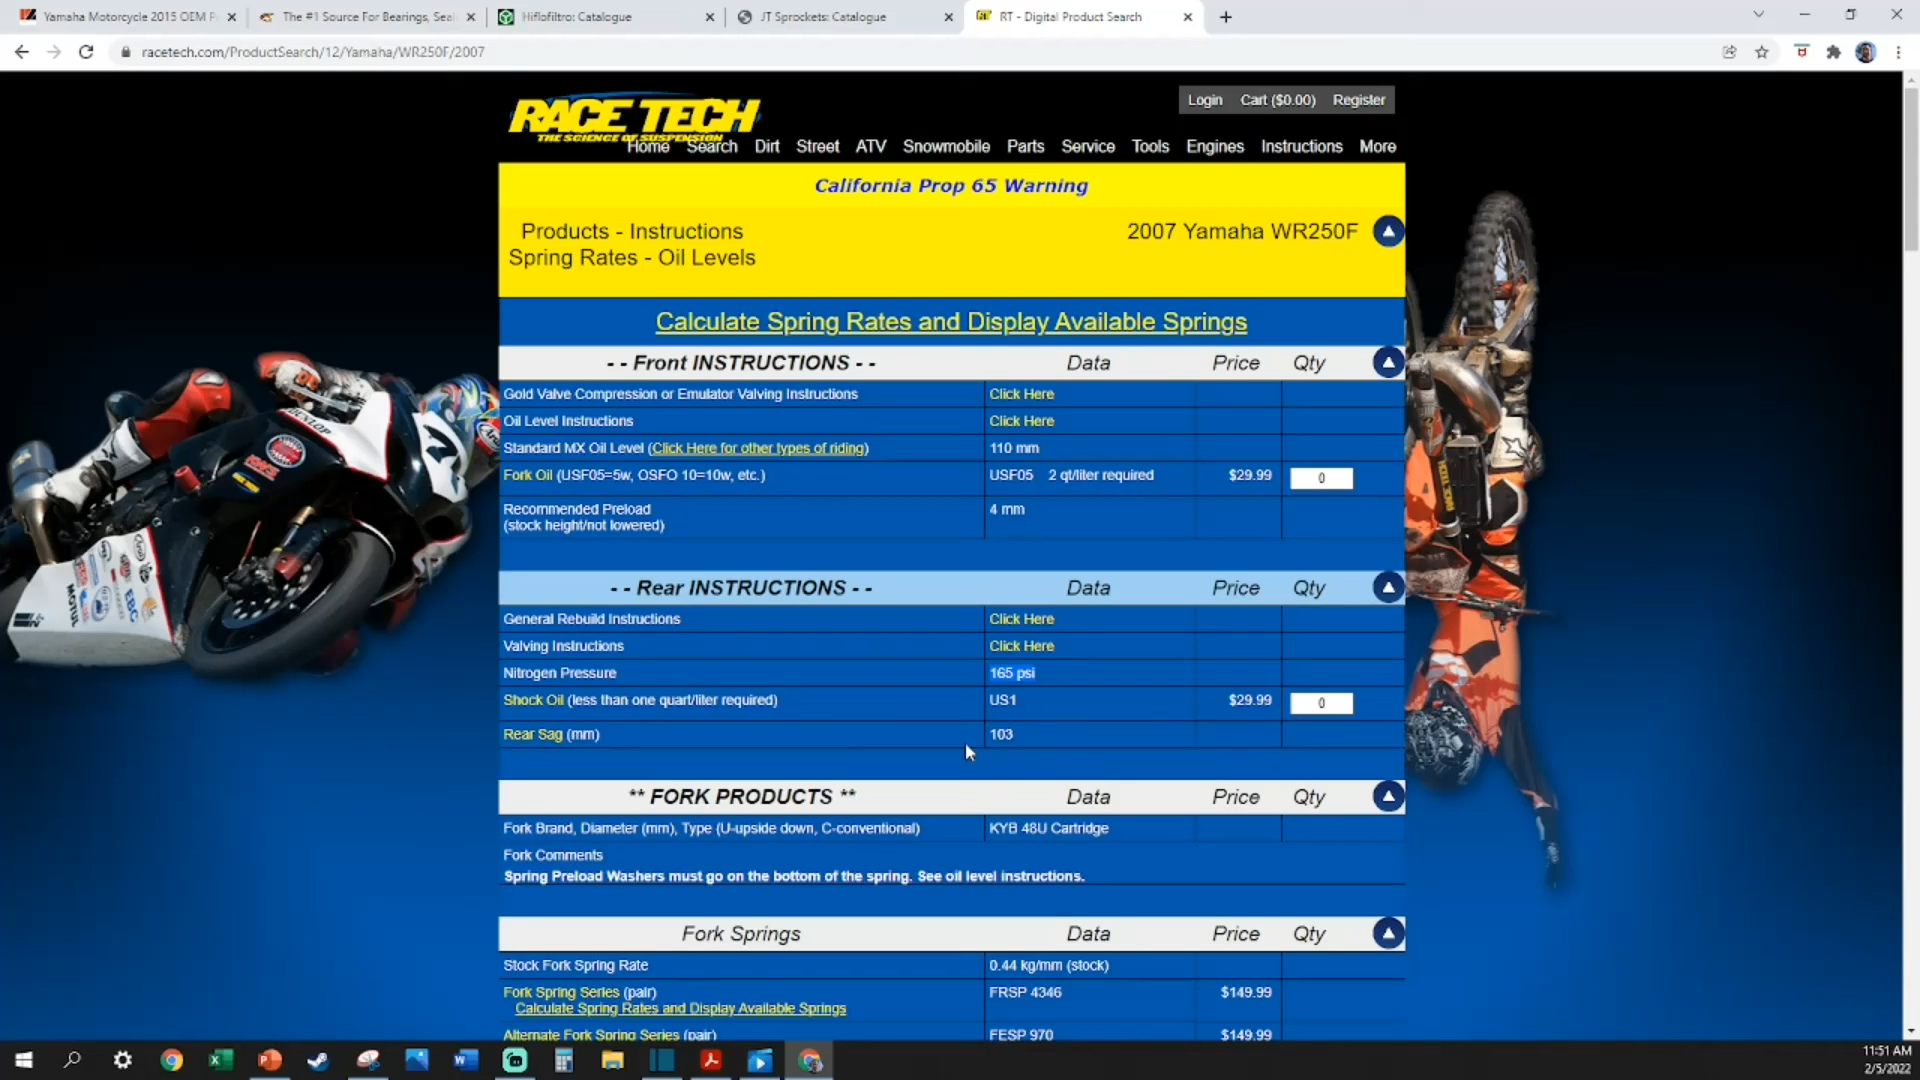 Yamaha Motorcycle 2015 OEM P
The #1 Source For Bearings, Seal
Hiflofiltro: Catalogue
JT Sprockets: Catalogue
RT - Digital Product Search
racetech.com/ProductSearch/12/Yamaha/WR250F/2007
RACE TECH
THE SCIENCE OF SUSPENSION
Login Cart ($0.00) Register
Home Search Dirt Street ATV Snowmobile Parts Service Tools Engines Instructions More
California Prop 65 Warning
Products - Instructions
Spring Rates - Oil Levels
2007 Yamaha WR250F
Calculate Spring Rates and Display Available Springs
- - Front INSTRUCTIONS - - Data Price Qty
Gold Valve Compression or Emulator Valving Instructions Click Here
Oil Level Instructions Click Here
Standard MX Oil Level (Click Here for other types of riding) 110 mm
Fork Oil (USF05=5w, OSFO 10=10w, etc.) USF05 2 qt/liter required $29.99 0
Recommended Preload 4 mm
(stock height/not lowered)
- - Rear INSTRUCTIONS - - Data Price Qty
General Rebuild Instructions Click Here
Valving Instructions Click Here
Nitrogen Pressure 165 psi
Shock Oil (less than one quart/liter required) US1 $29.99 0
Rear Sag (mm) 103
** FORK PRODUCTS ** Data Price Qty
Fork Brand, Diameter (mm), Type (U-upside down, C-conventional) KYB 48U Cartridge
Fork Comments
Spring Preload Washers must go on the bottom of the spring. See oil level instructions.
Fork Springs Data Price Qty
Stock Fork Spring Rate 0.44 kg/mm (stock)
Fork Spring Series (pair) FRSP 4346 $149.99
Calculate Spring Rates and Display Available Springs
Alternate Fork Spring Series (pair) FESP 970 $149.99
DUNLOP
MOTUL
EBC
11:51 AM
2/5/2022